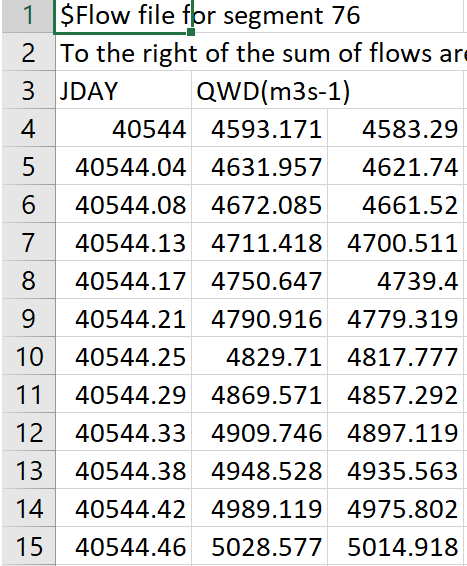 1 $Flow file for segment 76
2 To the right of the sum of flows are
3 JDAY QWD(m3s-1)
4 40544 4593.171 4583.29
5 40544.04 4631.957 4621.74
6 40544.08 4672.085 4661.52
7 40544.13 4711.418 4700.511
8 40544.17 4750.647 4739.4
9 40544.21 4790.916 4779.319
10 40544.25 4829.71 4817.777
11 40544.29 4869.571 4857.292
12 40544.33 4909.746 4897.119
13 40544.38 4948.528 4935.563
14 40544.42 4989.119 4975.802
15 40544.46 5028.577 5014.918